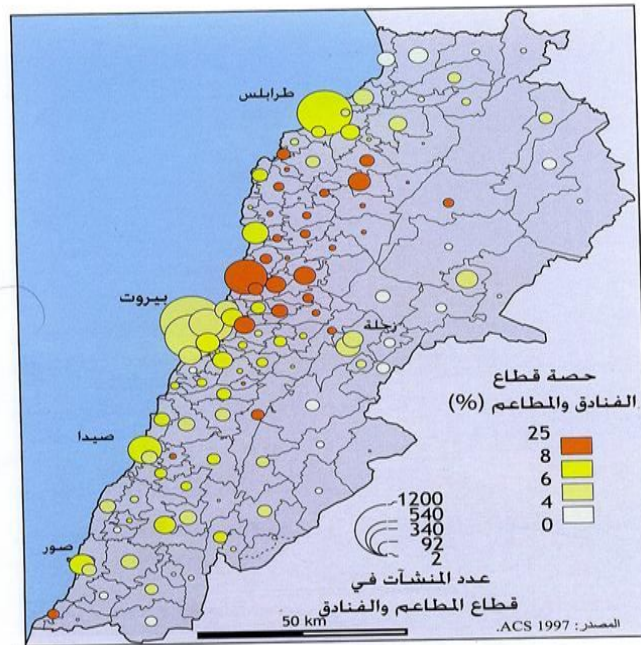 طرابلس
بيروت
زحلة
صيدا
صور
حصة قطاع
الفنادق والمطاعم (%)
25
8
6
4
0
1200
540
340
92
2
عدد المنشآت في
قطاع المطاعم والفنادق
50 km
المصدر: ACS 1997.